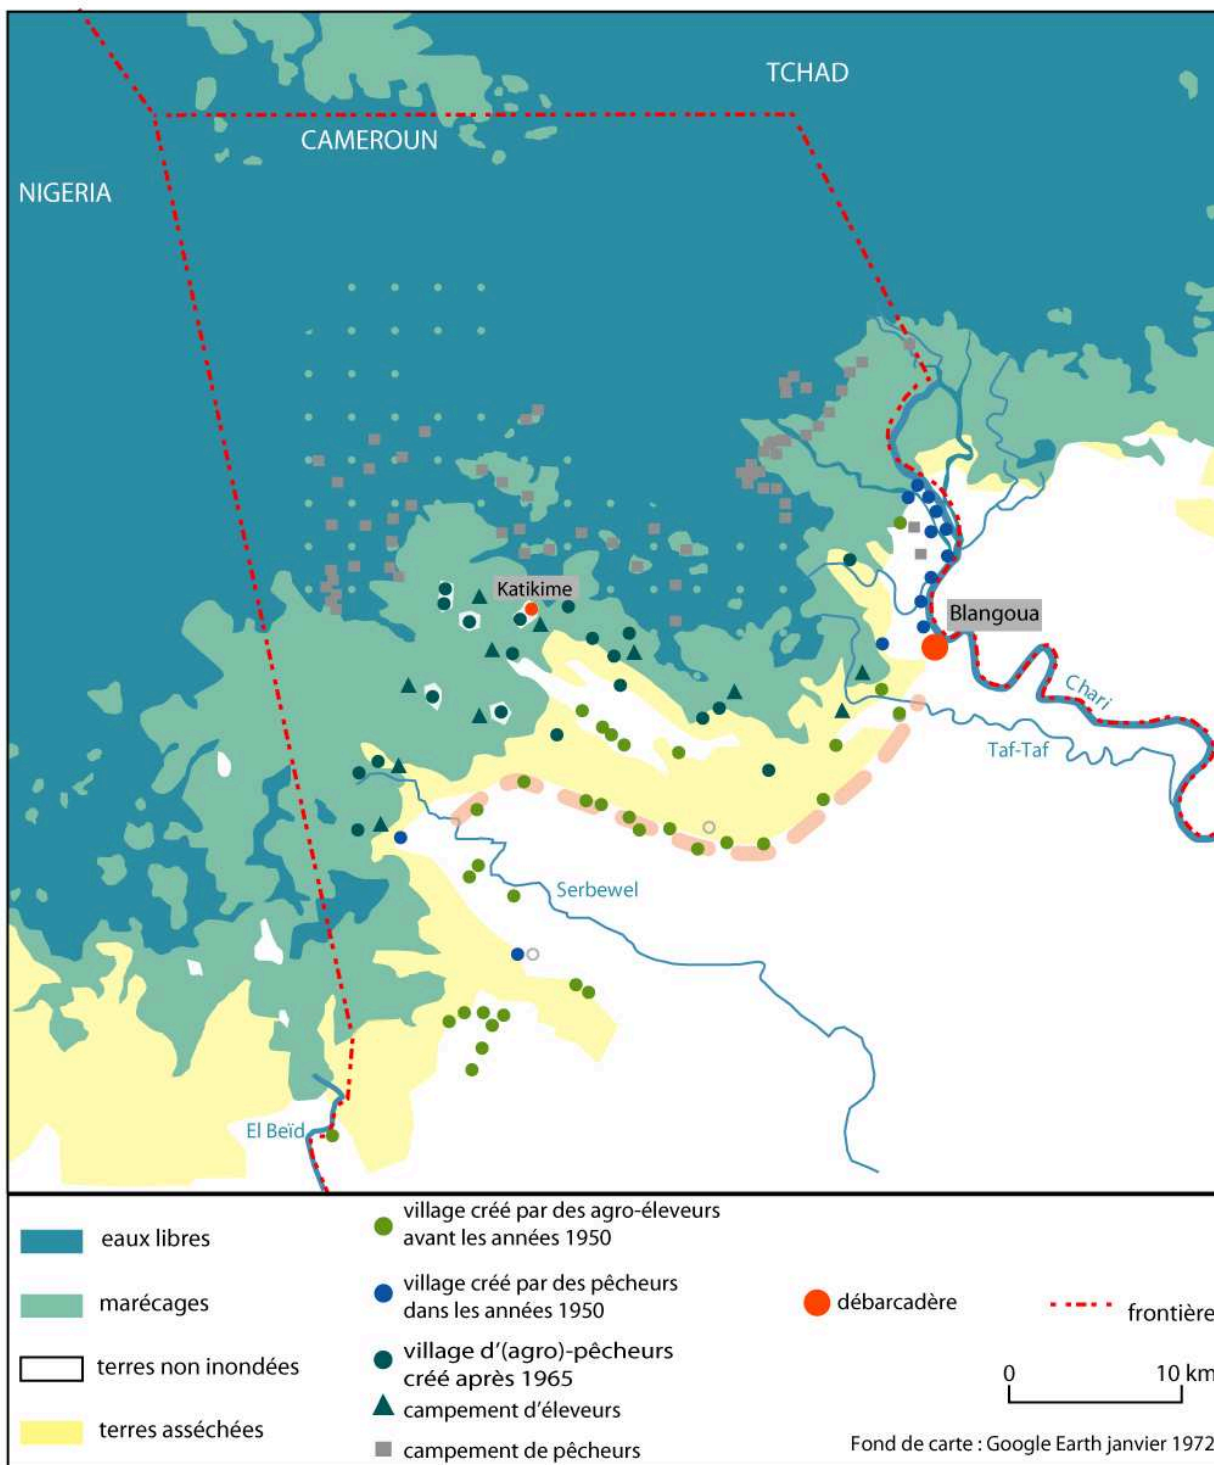 TCHAD
CAMEROUN
NIGERIA
Katikime
Blangoua
Chari
Taf-Taf
Serbewel
El Beïd
eaux libres
marécages
terres non inondées
terres asséchées
village créé par des agro-éleveurs
avant les années 1950
village créé par des pêcheurs
dans les années 1950
village d'(agro)-pêcheurs
créé après 1965
campement d'éleveurs
campement de pêcheurs
débarcadère
frontière
0 10 km
Fond de carte : Google Earth janvier 1972